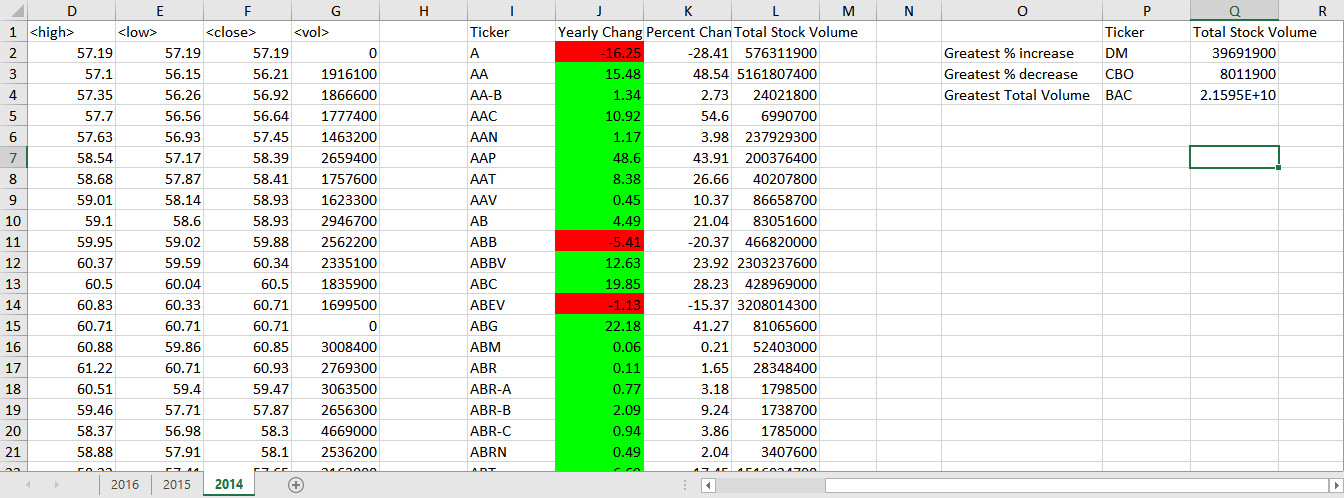 D E F G H I J K L M N O P Q R
1 <high> <low> <close> <vol> Ticker Yearly Chang Percent Chan Total Stock Volume Ticker Total Stock Volume
2 57.19 57.19 57.19 0 A -16.25 -28.41 576311900 Greatest % increase DM 39691900
3 57.1 56.15 56.21 1916100 AA 15.48 48.54 5161807400 Greatest % decrease CBO 8011900
4 57.35 56.26 56.92 1866600 AA-B 1.34 2.73 24021800 Greatest Total Volume BAC 2.1595E+10
5 57.7 56.56 56.64 1777400 AAC 10.92 54.6 6990700
6 57.63 56.93 57.45 1463200 AAN 1.17 3.98 237929300
7 58.54 57.17 58.39 2659400 AAP 48.6 43.91 200376400
8 58.68 57.87 58.41 1757600 AAT 8.38 26.66 40207800
9 59.01 58.14 58.93 1623300 AAV 0.45 10.37 86658700
10 59.1 58.6 58.93 2946700 AB 4.49 21.04 83051600
11 59.95 59.02 59.88 2562200 ABB -5.41 -20.37 466820000
12 60.37 59.59 60.34 2335100 ABBV 12.63 23.92 2303237600
13 60.5 60.04 60.5 1835900 ABC 19.85 28.23 428969000
14 60.83 60.33 60.71 1699500 ABEV -1.13 -15.37 3208014300
15 60.71 60.71 60.71 0 ABG 22.18 41.27 81065600
16 60.88 59.86 60.85 3008400 ABM 0.06 0.21 52403000
17 61.22 60.71 60.93 2769300 ABR 0.11 1.65 28348400
18 60.51 59.4 59.47 3063500 ABR-A 0.77 3.18 1798500
19 59.46 57.71 57.87 2656300 ABR-B 2.09 9.24 1738700
20 58.37 56.98 58.3 4669000 ABR-C 0.94 3.86 1785000
21 58.88 57.91 58.1 2536200 ABRN 0.49 2.04 3407600
2016 2015 2014